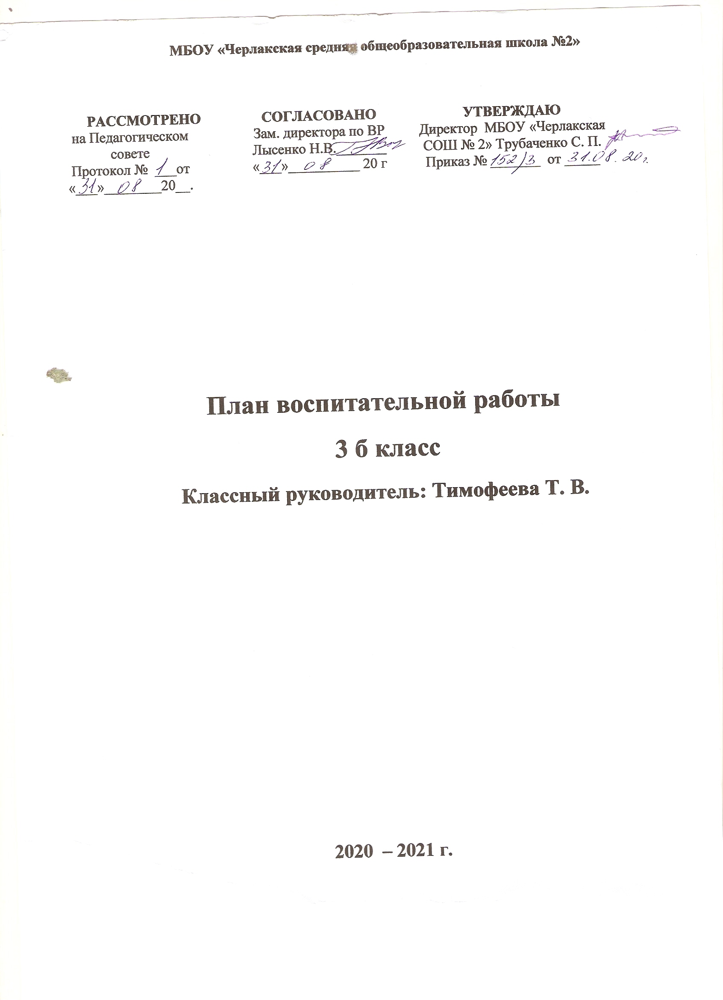 МБОУ «Черлакская средняя общеобразовательная школа №2»
РАССМОТРЕНО
на Педагогическом
совете
Протокол № 1 от
«31» 08 20__.
СОГЛАСОВАНО
Зам. директора по ВР
Лысенко Н.В.
«31» 08 20 г
УТВЕРЖДАЮ
Директор МБОУ «Черлакская
СОШ № 2» Трубаченко С. П.
Приказ № 152/3 от 31.08.20г.
План воспитательной работы
3 б класс
Классный руководитель: Тимофеева Т. В.
2020 – 2021 г.